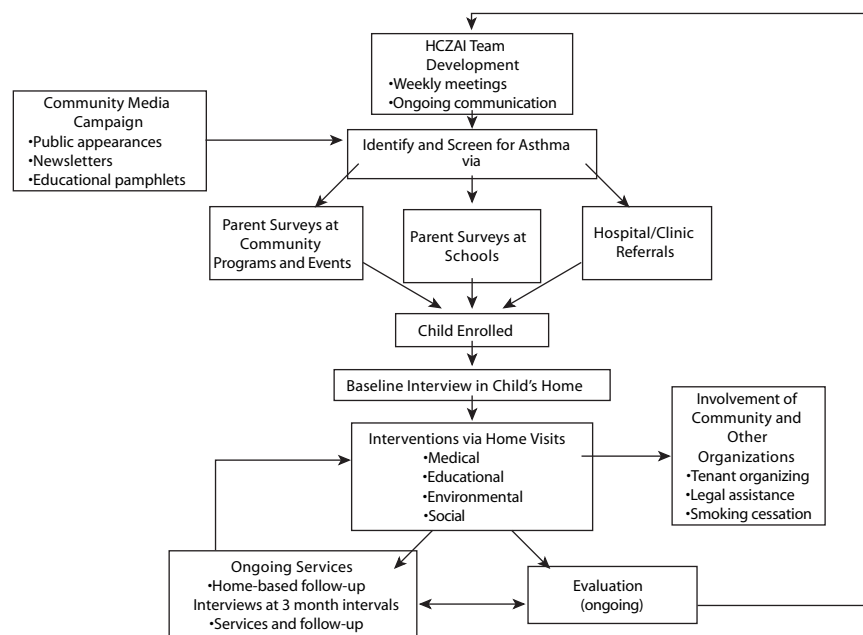 HCZAI Team
Development
•Weekly meetings
•Ongoing communication
Community Media
Campaign
•Public appearances
•Newsletters
•Educational pamphlets
Identify and Screen for Asthma
via
Parent Surveys at
Community
Programs and Events
Parent Surveys at
Schools
Hospital/Clinic
Referrals
Child Enrolled
Baseline Interview in Child's Home
Interventions via Home Visits
•Medical
•Educational
•Environmental
•Social
Involvement of
Community and
Other
Organizations
•Tenant organizing
•Legal assistance
•Smoking cessation
Ongoing Services
•Home-based follow-up
Interviews at 3 month intervals
•Services and follow-up
Evaluation
(ongoing)